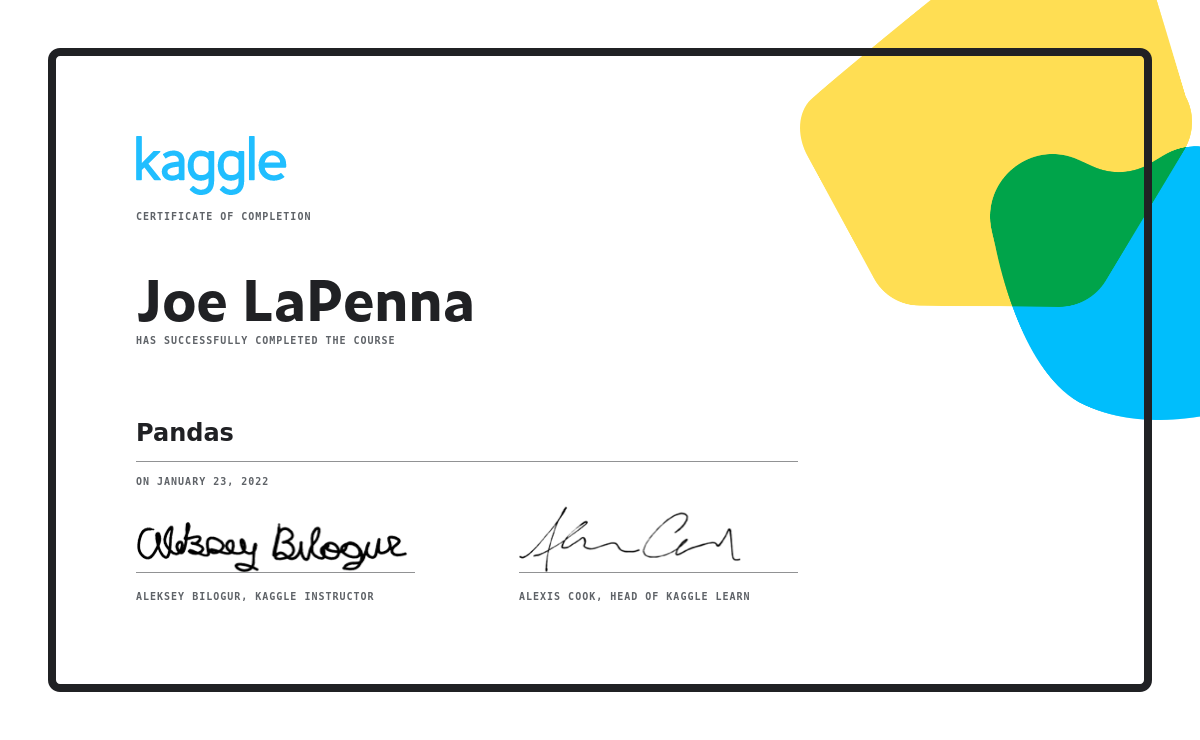 kaggle
CERTIFICATE OF COMPLETION
Joe LaPenna
HAS SUCCESSFULLY COMPLETED THE COURSE
Pandas
ON JANUARY 23, 2022
Aleksey Bilogur
ALEKSEY BILOGUR, KAGGLE INSTRUCTOR
ALEXIS COOK, HEAD OF KAGGLE LEARN